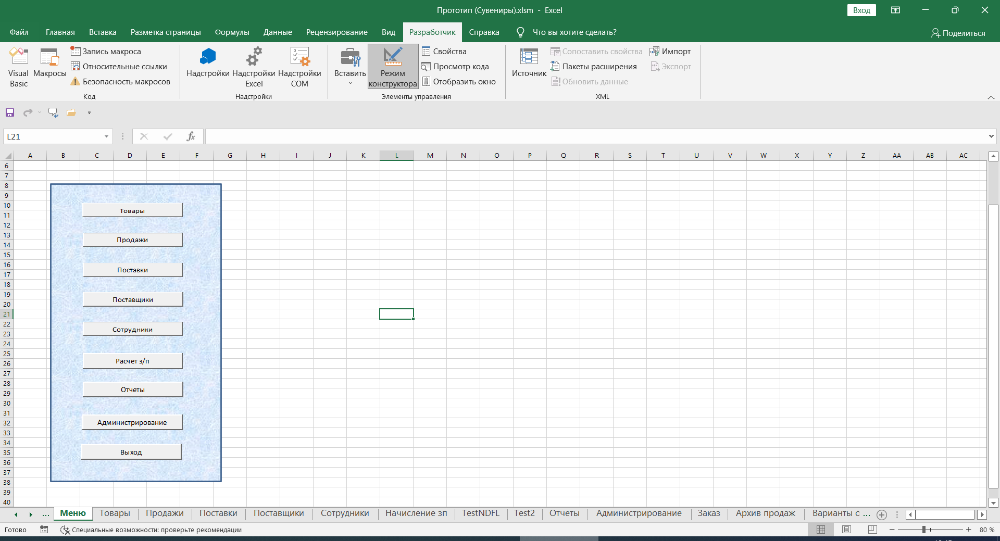 Прототип (Сувениры).xlsm - Excel
Вход
Файл Главная Вставка Разметка страницы Формулы Данные Рецензирование Вид Разработчик Справка Что вы хотите сделать? Поделиться
Visual Basic
Макросы
Запись макроса
Относительные ссылки
Безопасность макросов
Код
Надстройки
Надстройки Excel
Надстройки COM
Надстройки
Вставить
Режим конструктора
Свойства
Просмотр кода
Отобразить окно
Элементы управления
Источник
Сопоставить свойства
Пакеты расширения
Обновить данные
Импорт
Экспорт
XML
L21
fx
A B C D E F G H I J K L M N O P Q R S T U V W X Y Z AA AB AC
6
7
8
9
10
11
12
13
14
15
16
17
18
19
20
21
22
23
24
25
26
27
28
29
30
31
32
33
34
35
36
37
38
39
40
Товары
Продажи
Поставки
Поставщики
Сотрудники
Расчет з/п
Отчеты
Администрирование
Выход
... Меню Товары Продажи Поставки Поставщики Сотрудники Начисление зп TestNDFL Test2 Отчеты Администрирование Заказ Архив продаж Варианты о ...
Готово Специальные возможности: проверьте рекомендации 80 %